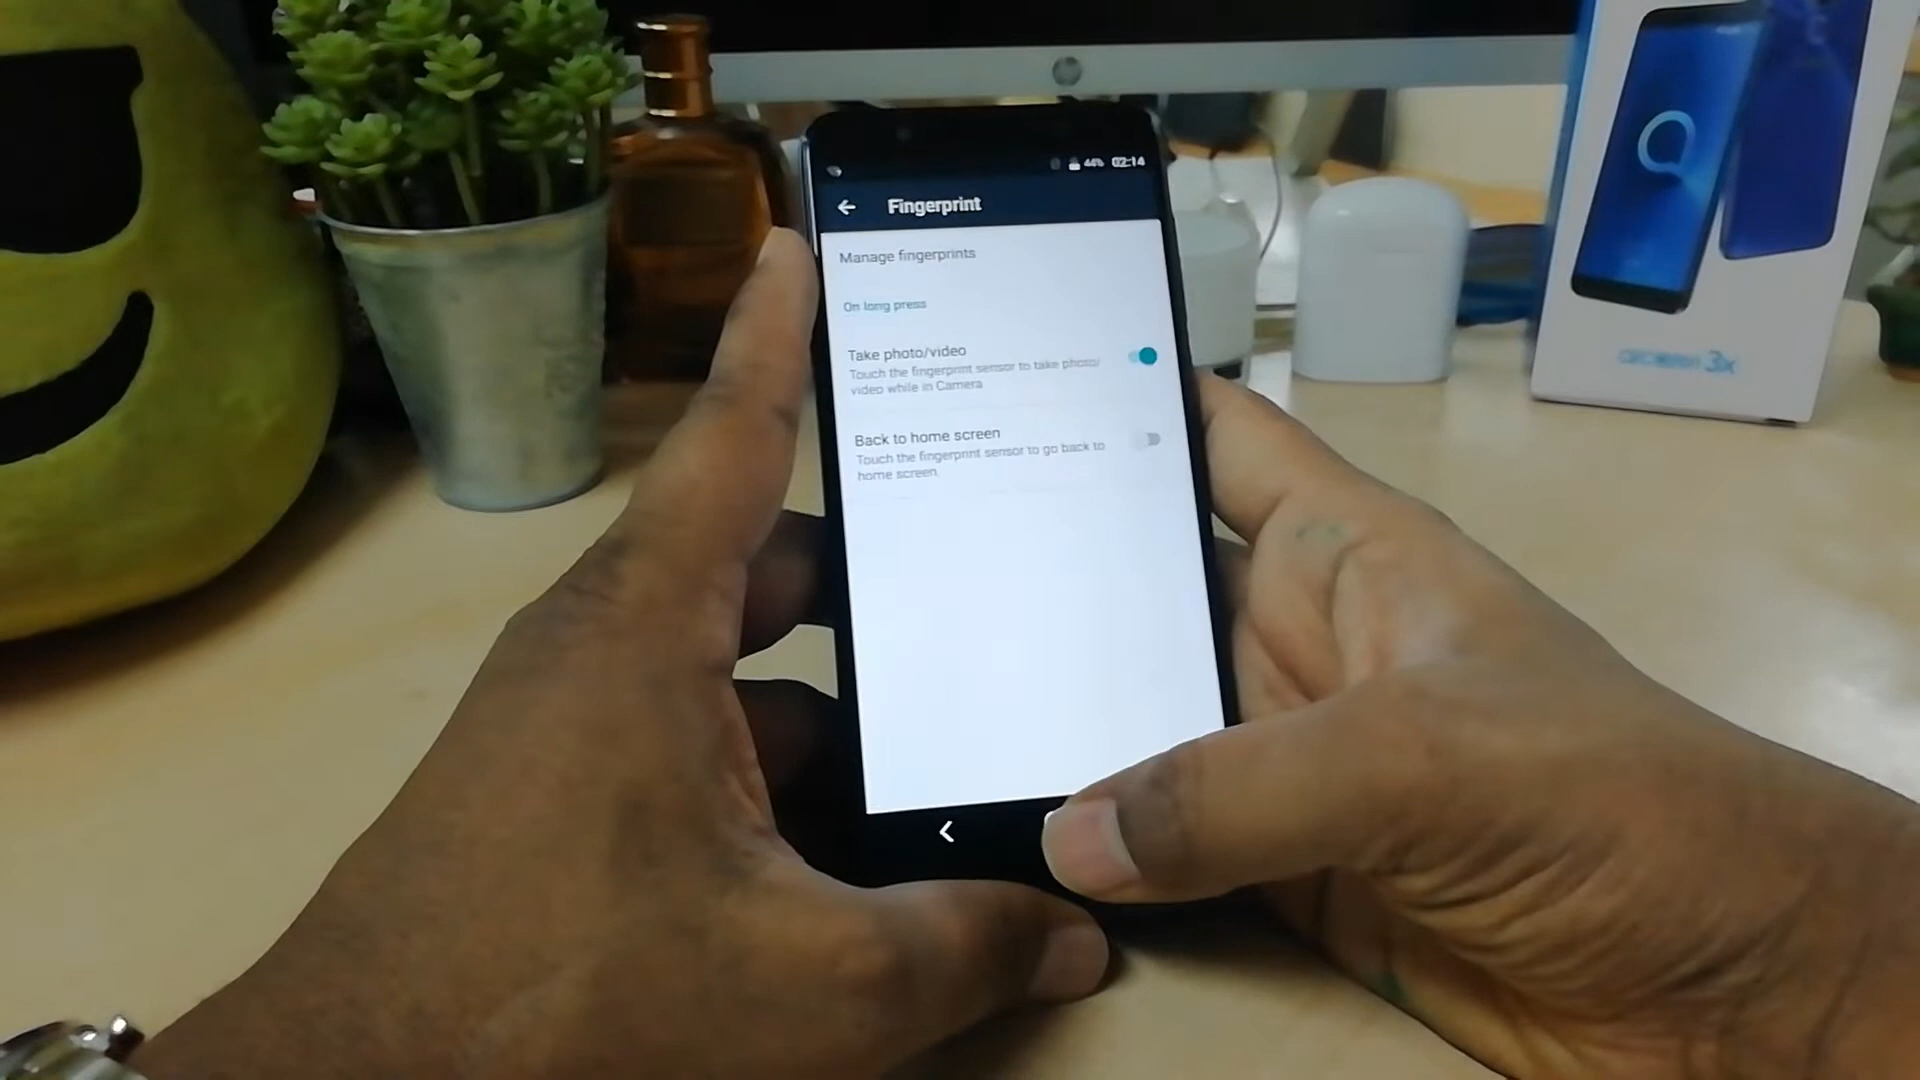 44% 02:14
Fingerprint
Manage fingerprints
On long press
Take photo/video
Touch the fingerprint sensor to take photo/
video while in Camera
Back to home screen
Touch the fingerprint sensor to go back to
home screen.
hp
3x